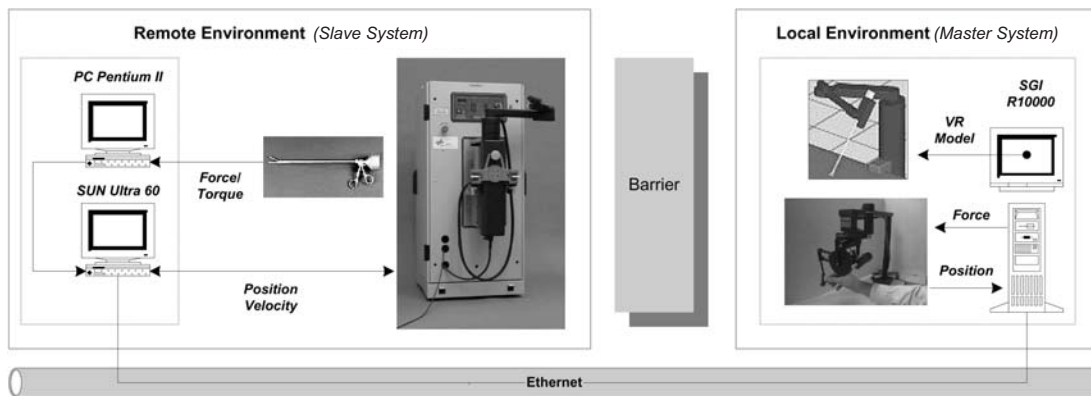 Remote Environment (Slave System)
PC Pentium II
SUN Ultra 60
Force/
Torque
Position
Velocity
Barrier
Local Environment (Master System)
SGI
R10000
VR
Model
Force
Position
Ethernet